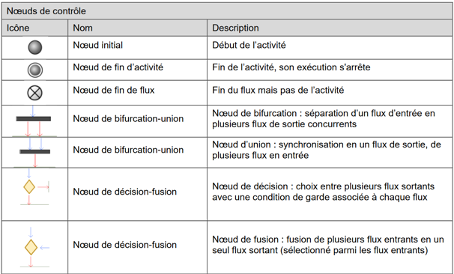 Nœuds de contrôle
Icône Nom Description
Nœud initial Début de l'activité
Nœud de fin d'activité Fin de l'activité, son exécution s'arrête
Nœud de fin de flux Fin du flux mais pas de l'activité
Nœud de bifurcation-union Nœud de bifurcation : séparation d'un flux d'entrée en
plusieurs flux de sortie concurrents
Nœud de bifurcation-union Nœud d'union : synchronisation en un flux de sortie, de
plusieurs flux en entrée
Nœud de décision-fusion Nœud de décision : choix entre plusieurs flux sortants
avec une condition de garde associée à chaque flux
Nœud de décision-fusion Nœud de fusion : fusion de plusieurs flux entrants en un
seul flux sortant (sélectionné parmi les flux entrants)